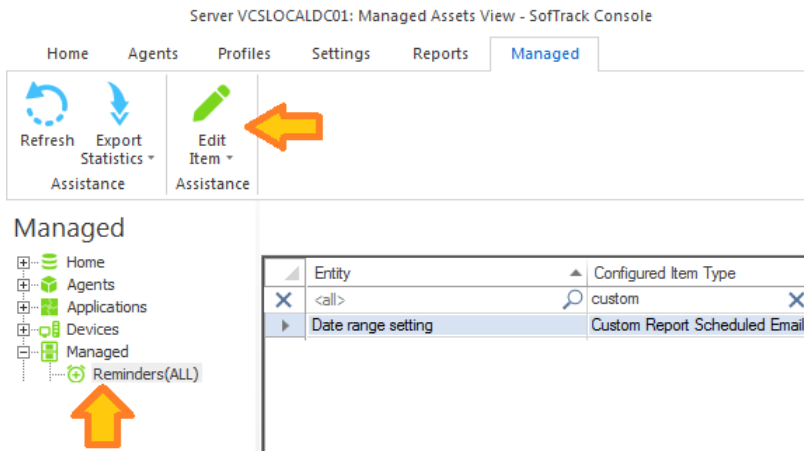 Server VCSLOCALDC01: Managed Assets View - SofTrack Console
Home Agents Profiles Settings Reports Managed
Refresh Export Statistics Edit Item
Assistance Assistance
Managed
Home
Agents
Applications
Devices
Managed
Reminders(ALL)
Entity Configured Item Type
<all> custom
Date range setting Custom Report Scheduled Email